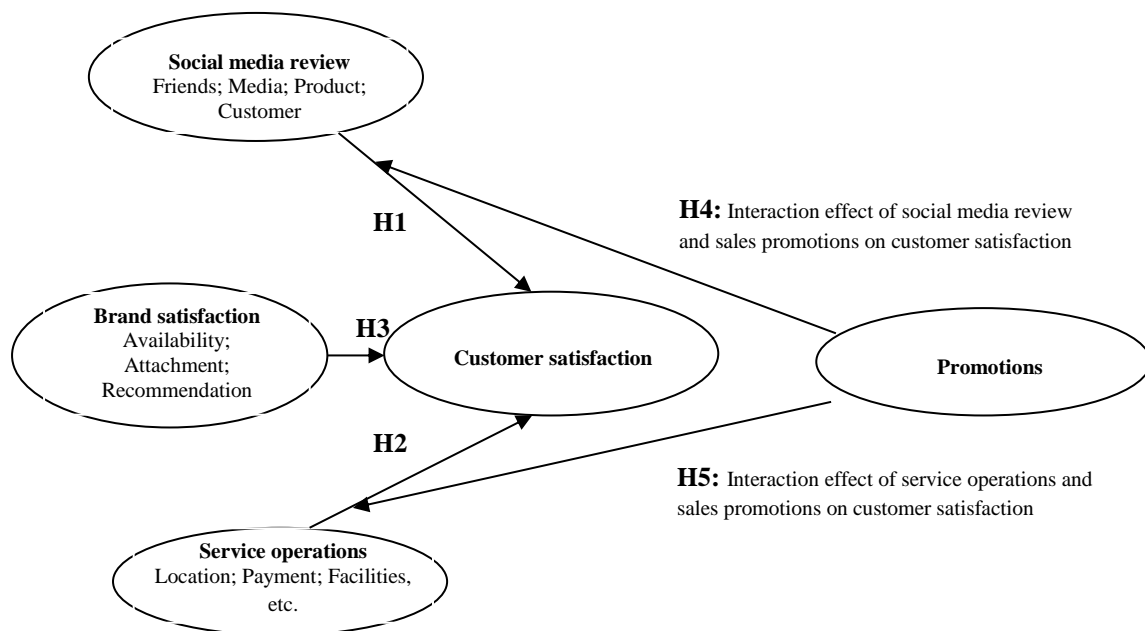 Social media review
Friends; Media; Product;
Customer
H1
H4: Interaction effect of social media review
and sales promotions on customer satisfaction
Brand satisfaction
Availability;
Attachment;
Recommendation
H3
Customer satisfaction
Promotions
H2
H5: Interaction effect of service operations and
sales promotions on customer satisfaction
Service operations
Location; Payment; Facilities,
etc.